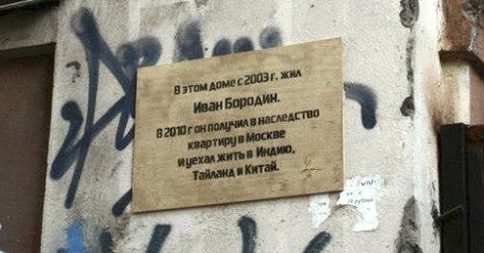 В этом доме с 2003 г. жил
Иван Бородин.
В 2010 г он получил в наследство
квартиру в Москве
и уехал жить в Индию,
Тайланд и Китай.